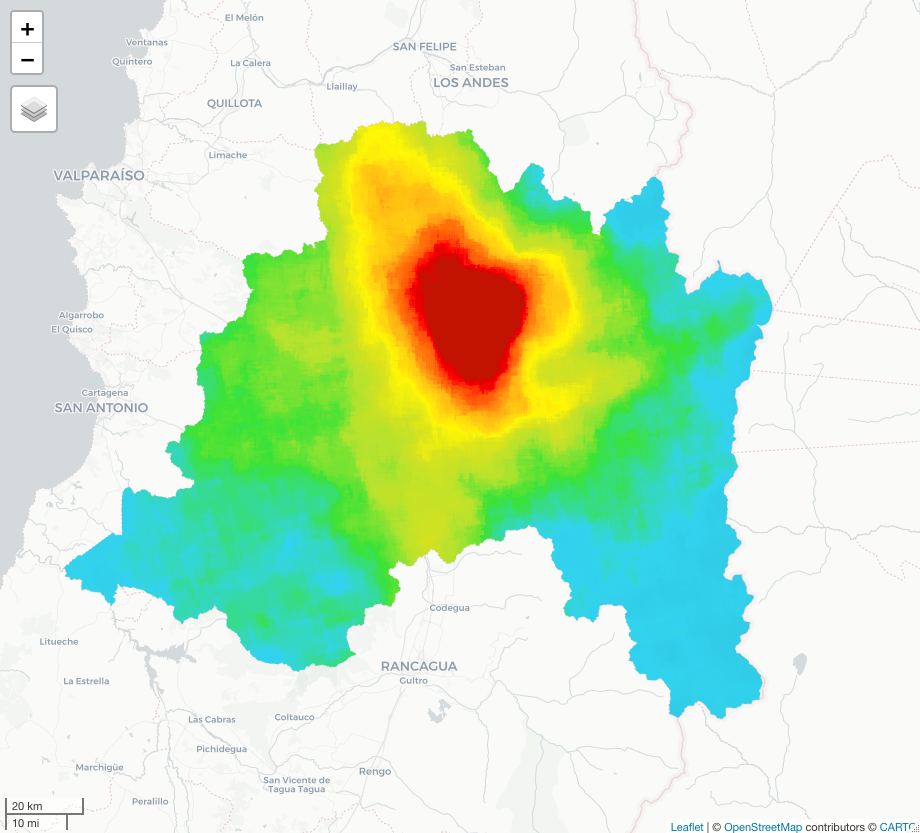 +
−
El Melón
SAN FELIPE
Ventanas
Quintero
La Calera
San Esteban
Llaillay
LOS ANDES
QUILLOTA
Limache
VALPARAÍSO
Algarrobo
El Quisco
Cartagena
SAN ANTONIO
Codegua
Litueche
RANCAGUA
Gultro
La Estrella
Las Cabras
Coltauco
Pichidegua
Marchigüe
Rengo
San Vicente de
Tagua Tagua
Peralillo
20 km
10 mi
Leaflet | © OpenStreetMap contributors © CARTO